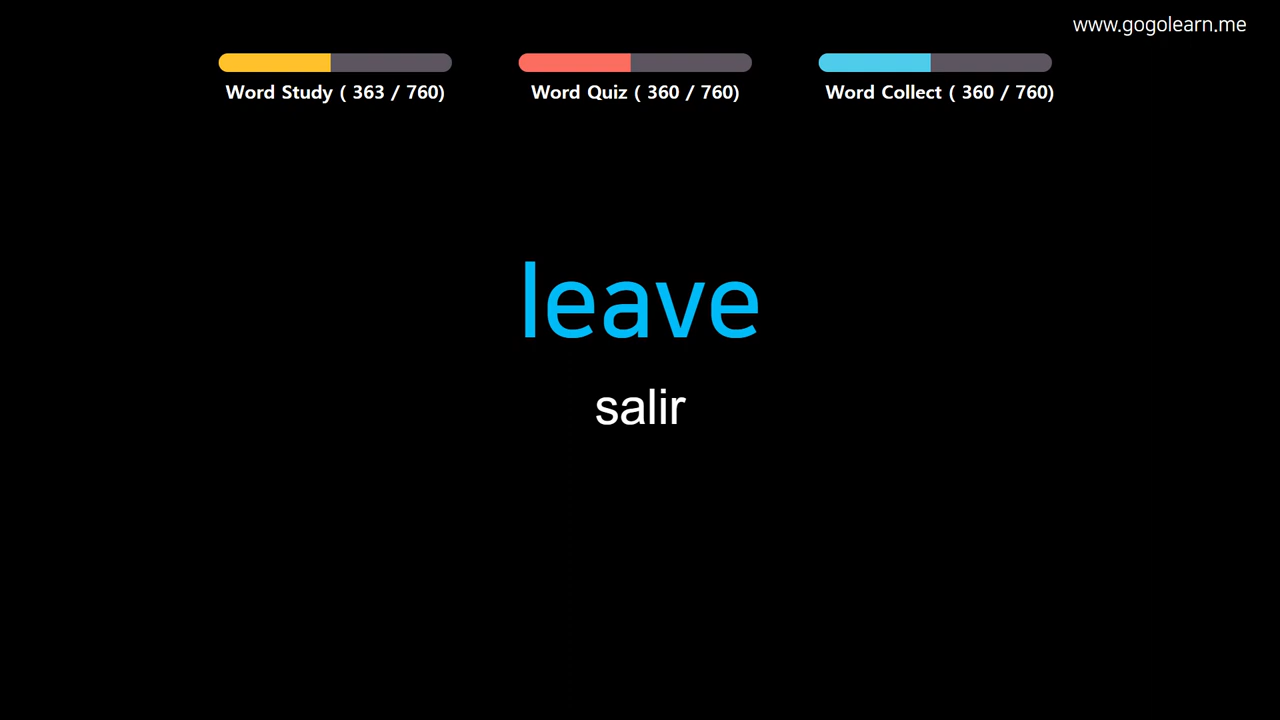 www.gogolearn.me
Word Study ( 363 / 760)
Word Quiz ( 360 / 760)
Word Collect ( 360 / 760)
leave
salir